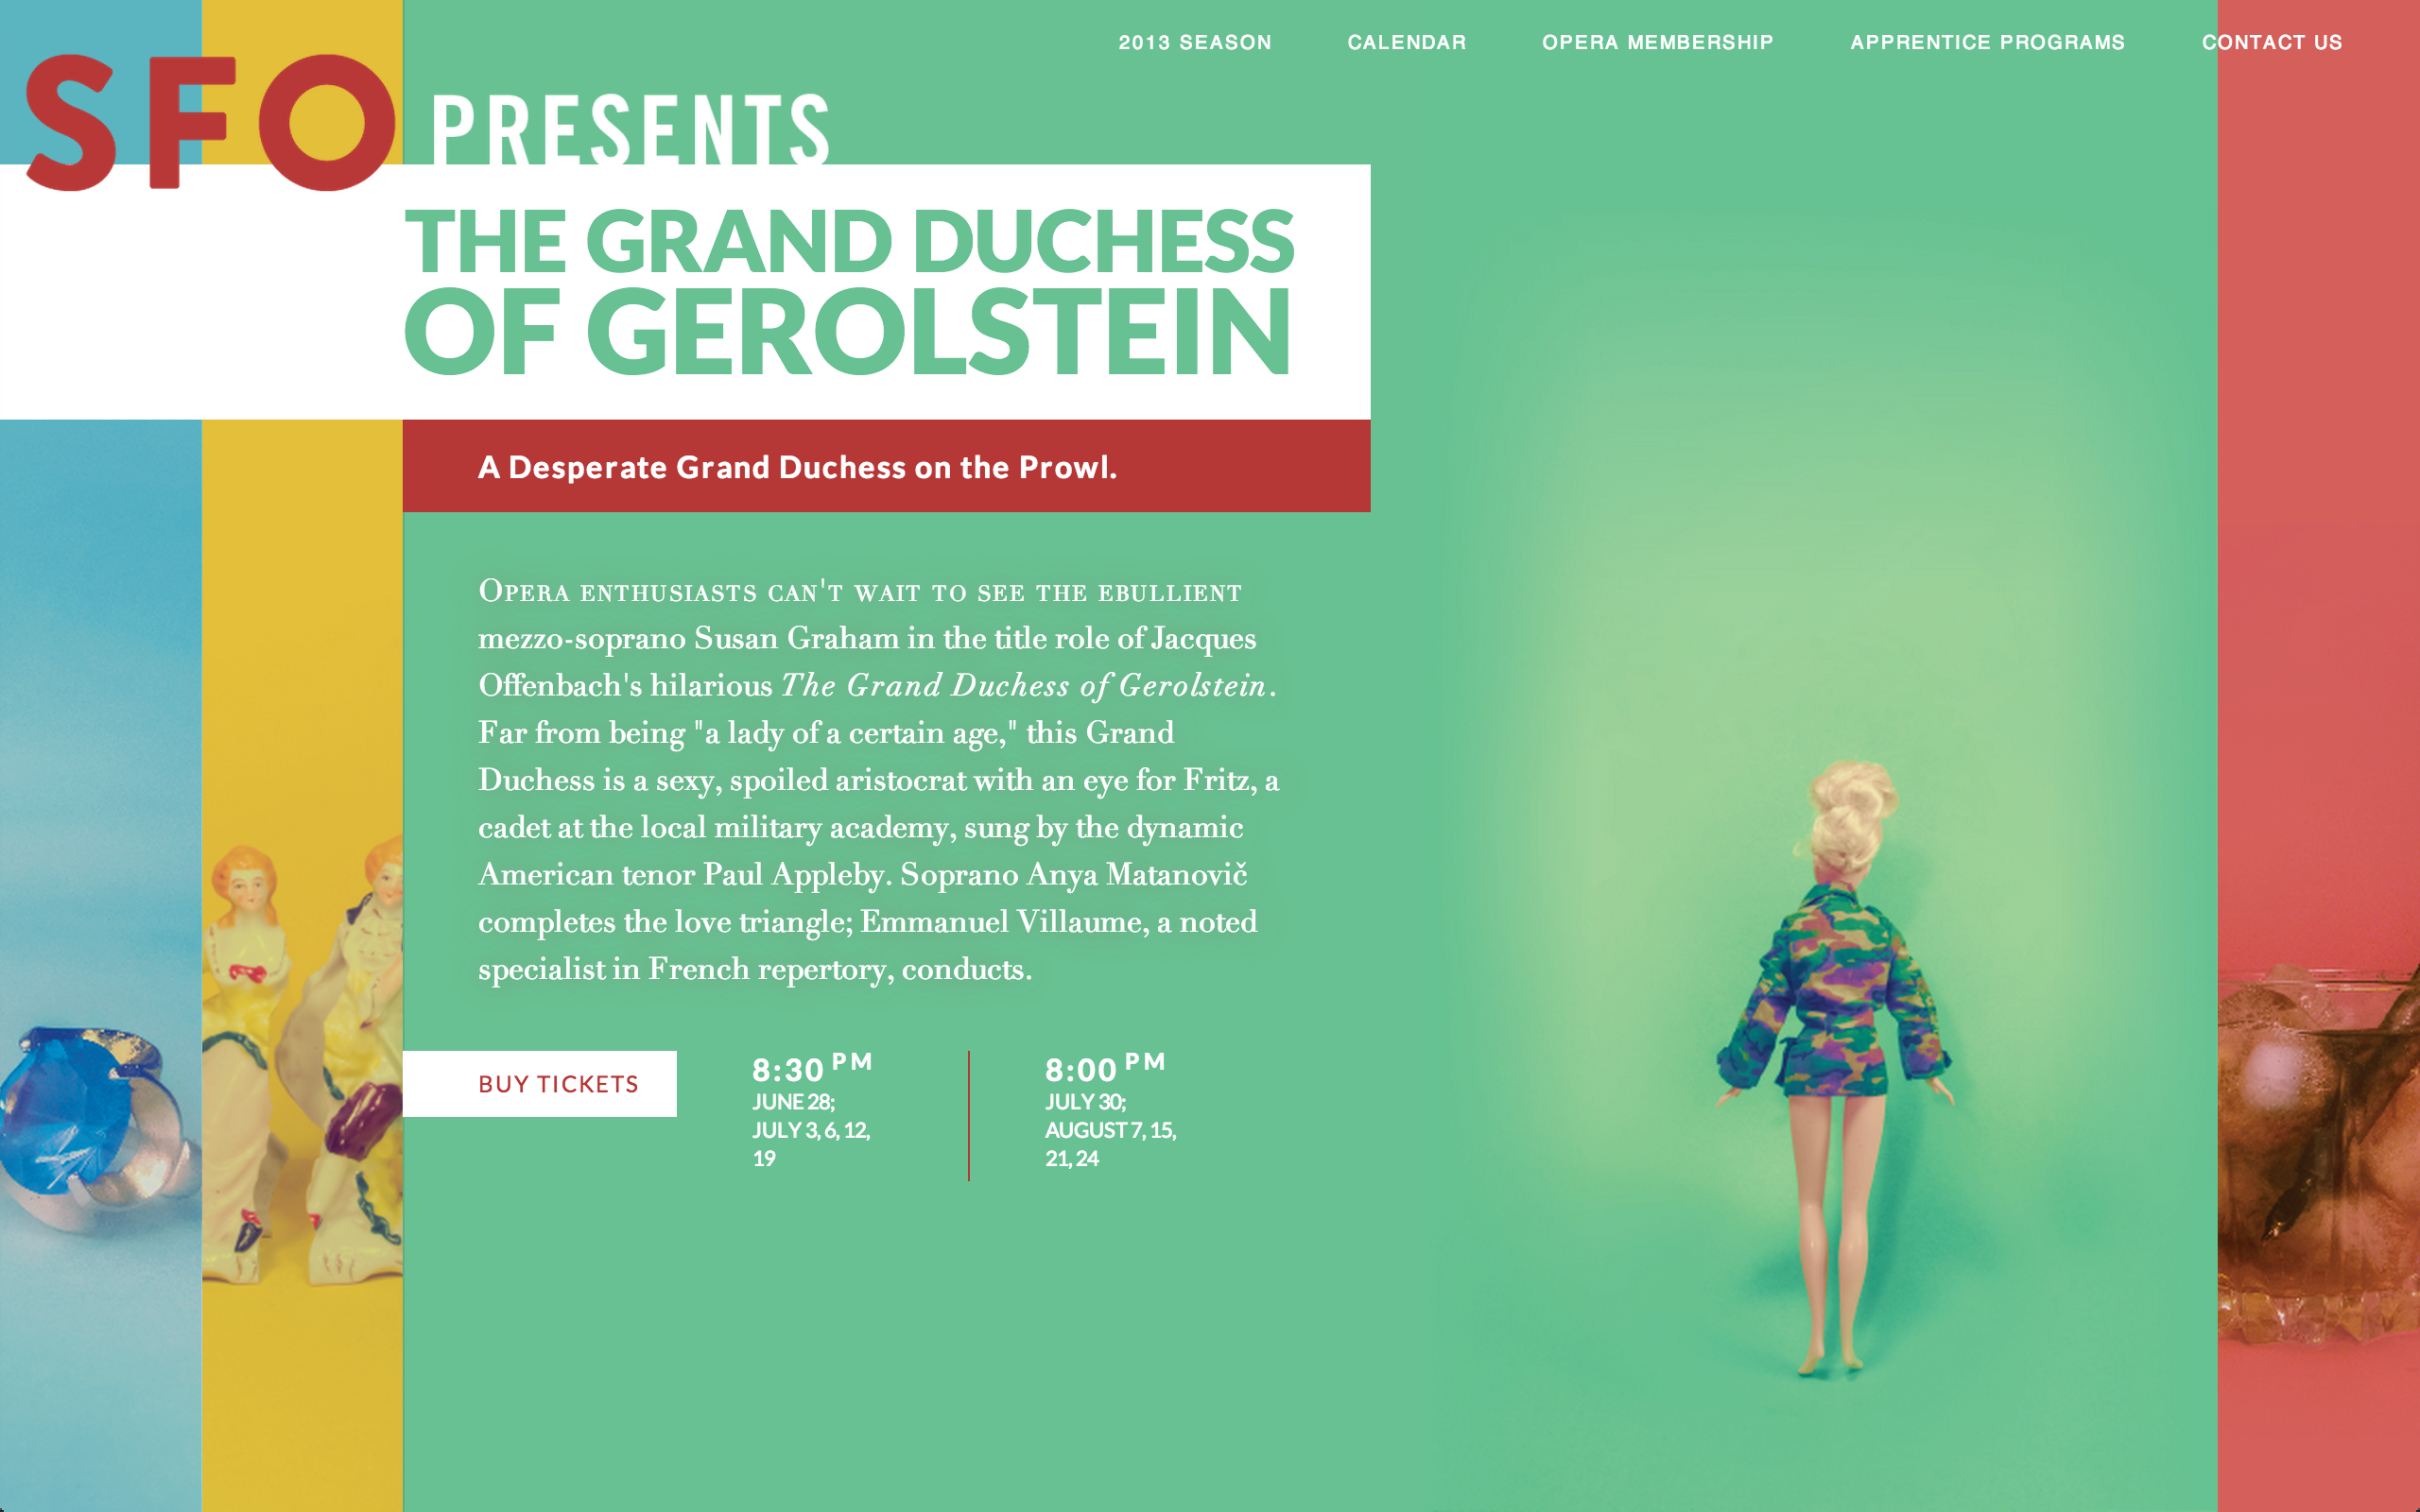 2013 SEASON CALENDAR OPERA MEMBERSHIP APPRENTICE PROGRAMS CONTACT US
SFO PRESENTS
THE GRAND DUCHESS
OF GEROLSTEIN
A Desperate Grand Duchess on the Prowl.
OPERA ENTHUSIASTS CAN'T WAIT TO SEE THE EBULLIENT
mezzo-soprano Susan Graham in the title role of Jacques
Offenbach's hilarious The Grand Duchess of Gerolstein.
Far from being "a lady of a certain age," this Grand
Duchess is a sexy, spoiled aristocrat with an eye for Fritz, a
cadet at the local military academy, sung by the dynamic
American tenor Paul Appleby. Soprano Anya Matanovič
completes the love triangle; Emmanuel Villaume, a noted
specialist in French repertory, conducts.
BUY TICKETS
8:30 PM
JUNE 28;
JULY 3, 6, 12,
19
8:00 PM
JULY 30;
AUGUST 7, 15,
21, 24